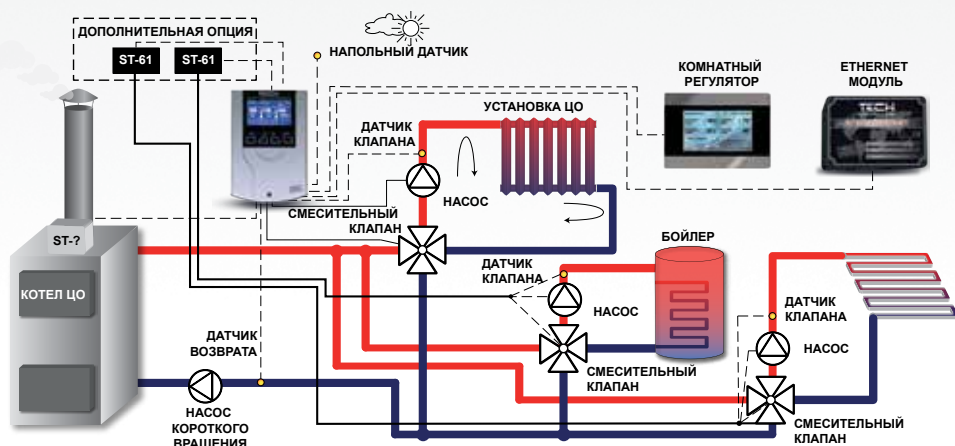 ДОПОЛНИТЕЛЬНАЯ ОПЦИЯ
ST-61
ST-61
НАПОЛЬНЫЙ ДАТЧИК
КОМНАТНЫЙ
РЕГУЛЯТОР
ETHERNET
МОДУЛЬ
TECH
УСТАНОВКА ЦО
ДАТЧИК
КЛАПАНА
НАСОС
СМЕСИТЕЛЬНЫЙ
КЛАПАН
ST-?
КОТЕЛ ЦО
БОЙЛЕР
ДАТЧИК
КЛАПАНА
НАСОС
СМЕСИТЕЛЬНЫЙ
КЛАПАН
ДАТЧИК
КЛАПАНА
НАСОС
СМЕСИТЕЛЬНЫЙ
КЛАПАН
ДАТЧИК
ВОЗВРАТА
НАСОС
КОРОТКОГО
ВРАЩЕНИЯ